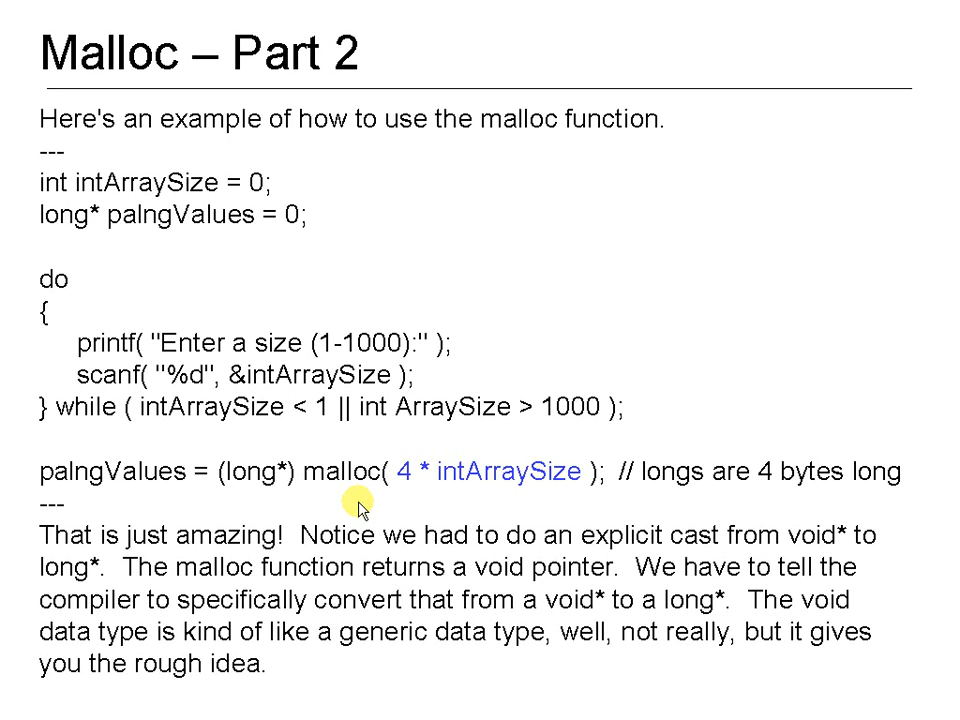 Malloc – Part 2
Here's an example of how to use the malloc function.
---
int intArraySize = 0;
long* palngValues = 0;
do
{
printf( "Enter a size (1-1000):" );
scanf( "%d", &intArraySize );
} while ( intArraySize < 1 || int ArraySize > 1000 );
palngValues = (long*) malloc( 4 * intArraySize );  // longs are 4 bytes long
---
That is just amazing!  Notice we had to do an explicit cast from void* to
long*.  The malloc function returns a void pointer.  We have to tell the
compiler to specifically convert that from a void* to a long*.  The void
data type is kind of like a generic data type, well, not really, but it gives
you the rough idea.